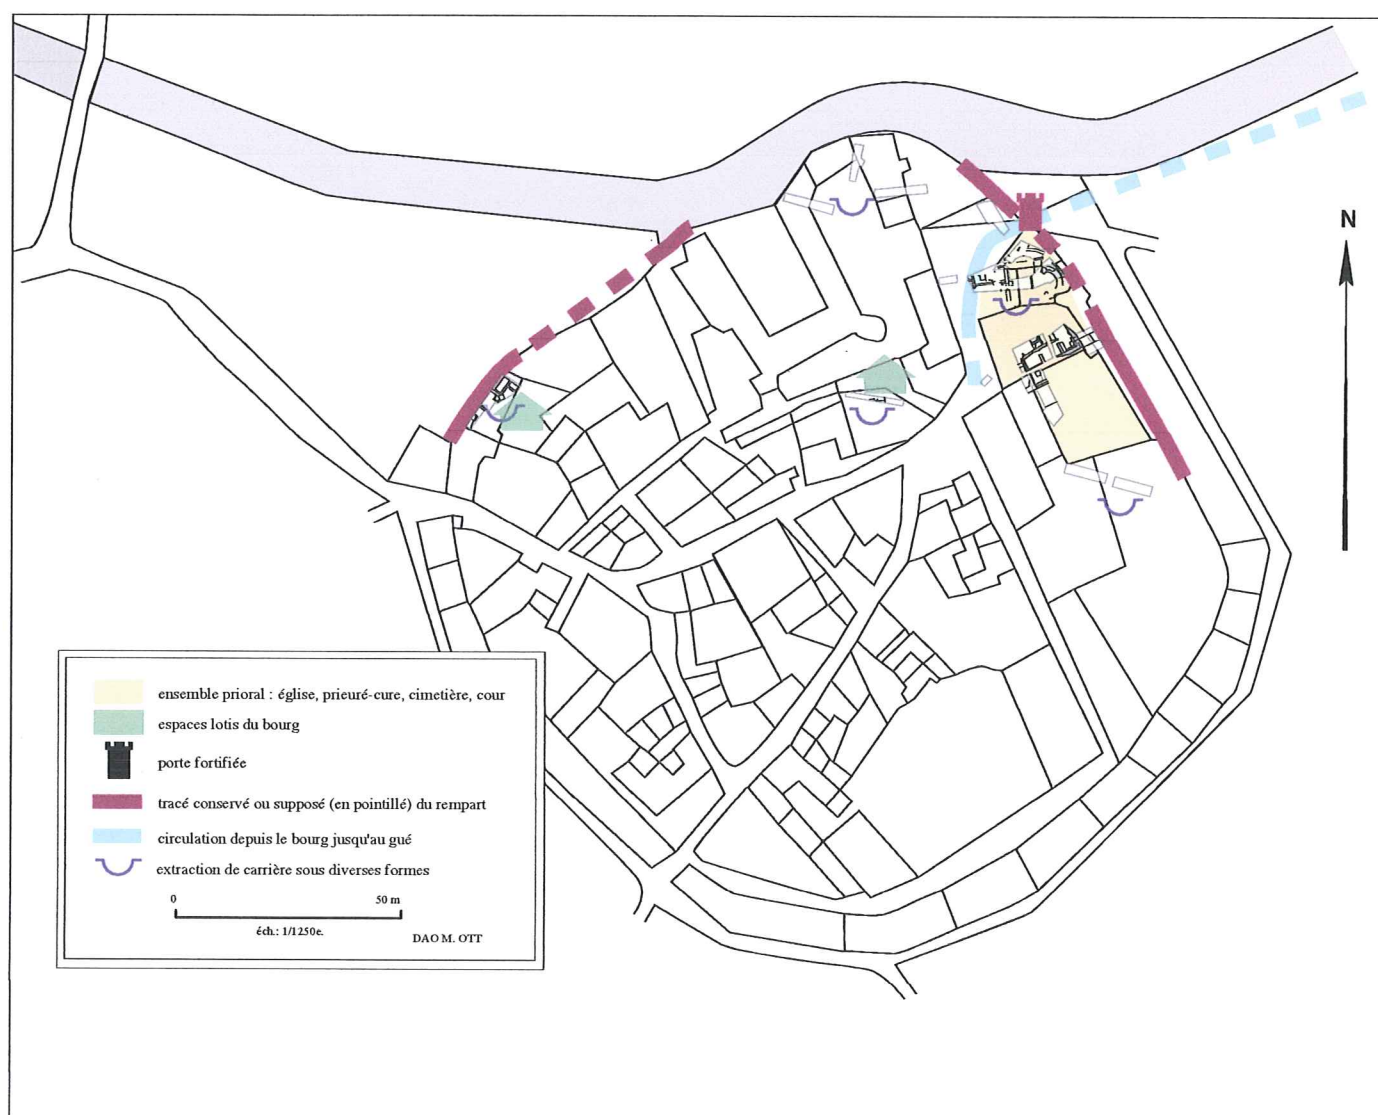 N
ensemble prioral : église, prieuré-cure, cimetière, cour
espaces lotis du bourg
porte fortifiée
tracé conservé ou supposé (en pointillé) du rempart
circulation depuis le bourg jusqu'au gué
extraction de carrière sous diverses formes
0 50 m
éch.: 1/1250e.
DAO M. OTT